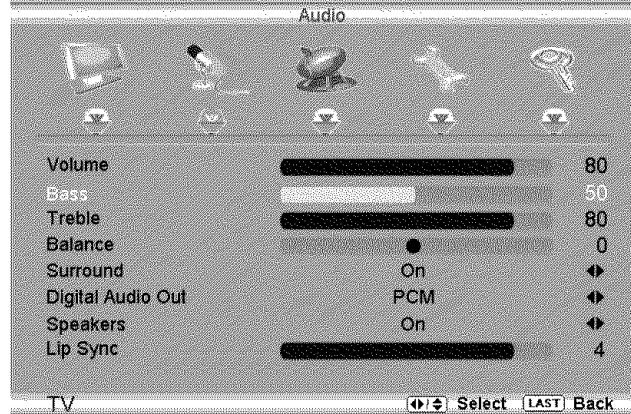 Audio
Volume 80
Bass 50
Treble 80
Balance 0
Surround On
Digital Audio Out PCM
Speakers On
Lip Sync 4
TV Select LAST Back